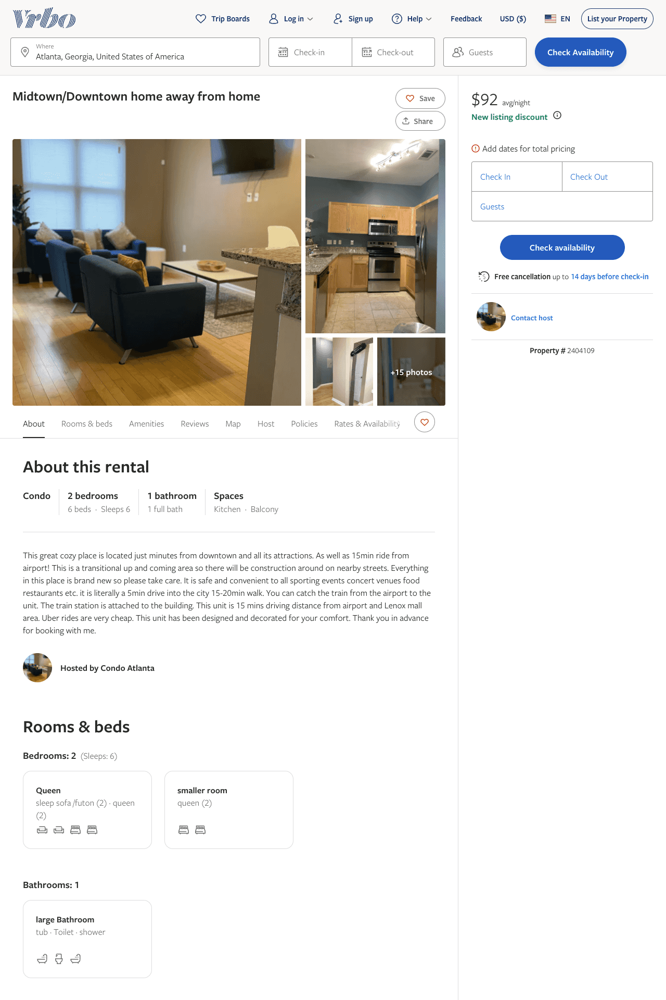 Vrbo
Trip Boards
Log in
Sign up
Help
Feedback
USD ($)
EN
List your Property
Where
Atlanta, Georgia, United States of America
Check-in
Check-out
Guests
Check Availability
Midtown/Downtown home away from home
Save
Share
$92 avg/night
New listing discount
Add dates for total pricing
Check In
Check Out
Guests
Check availability
Free cancellation up to 14 days before check-in
Contact host
Property # 2404109
+15 photos
About
Rooms & beds
Amenities
Reviews
Map
Host
Policies
Rates & Availability
About this rental
Condo
2 bedrooms
6 beds · Sleeps 6
1 bathroom
1 full bath
Spaces
Kitchen · Balcony
This great cozy place is located just minutes from downtown and all its attractions. As well as 15min ride from
airport! This is a transitional up and coming area so there will be construction around on nearby streets. Everything
in this place is brand new so please take care. It is safe and convenient to all sporting events concert venues food
restaurants etc. it is literally a 5min drive into the city 15-20min walk. You can catch the train from the airport to the
unit. The train station is attached to the building. This unit is 15 mins driving distance from airport and Lenox mall
area. Uber rides are very cheap. This unit has been designed and decorated for your comfort. Thank you in advance
for booking with me.
Hosted by Condo Atlanta
Rooms & beds
Bedrooms: 2 (Sleeps: 6)
Queen
sleep sofa /futon (2) · queen
(2)
smaller room
queen (2)
Bathrooms: 1
large Bathroom
tub · Toilet · shower